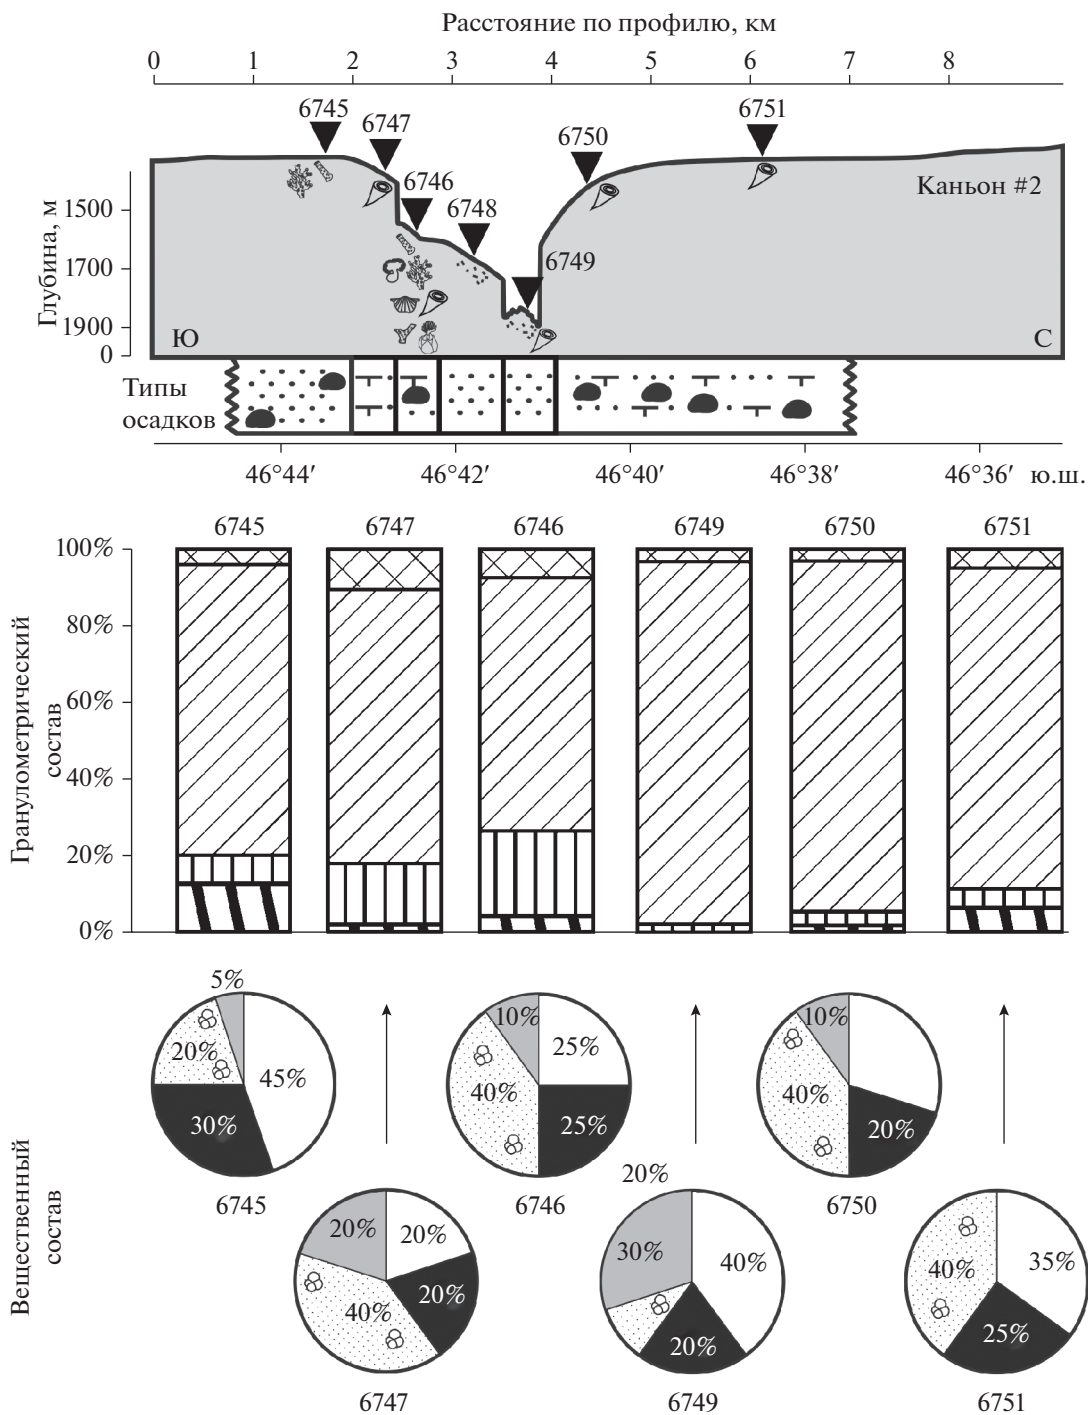 Расстояние по профилю, км
0 1 2 3 4 5 6 7 8
6745 6747 6746 6748 6749 6750 6751
Каньон #2
Глубина, м
1500
1700
1900
0
Ю С
Типы
осадков
46°44′ 46°42′ 46°40′ 46°38′ 46°36′ ю.ш.
6745 6747 6746 6749 6750 6751
Гранулометрический
состав
100%
80%
60%
40%
20%
0%
Вещественный
состав
5%
20% 45%
30%
6745
10% 25%
40%
25%
6746
10%
40%
20%
6750
20% 20%
40% 20%
6747
20%
30% 40%
20%
6749
40% 35%
25%
6751